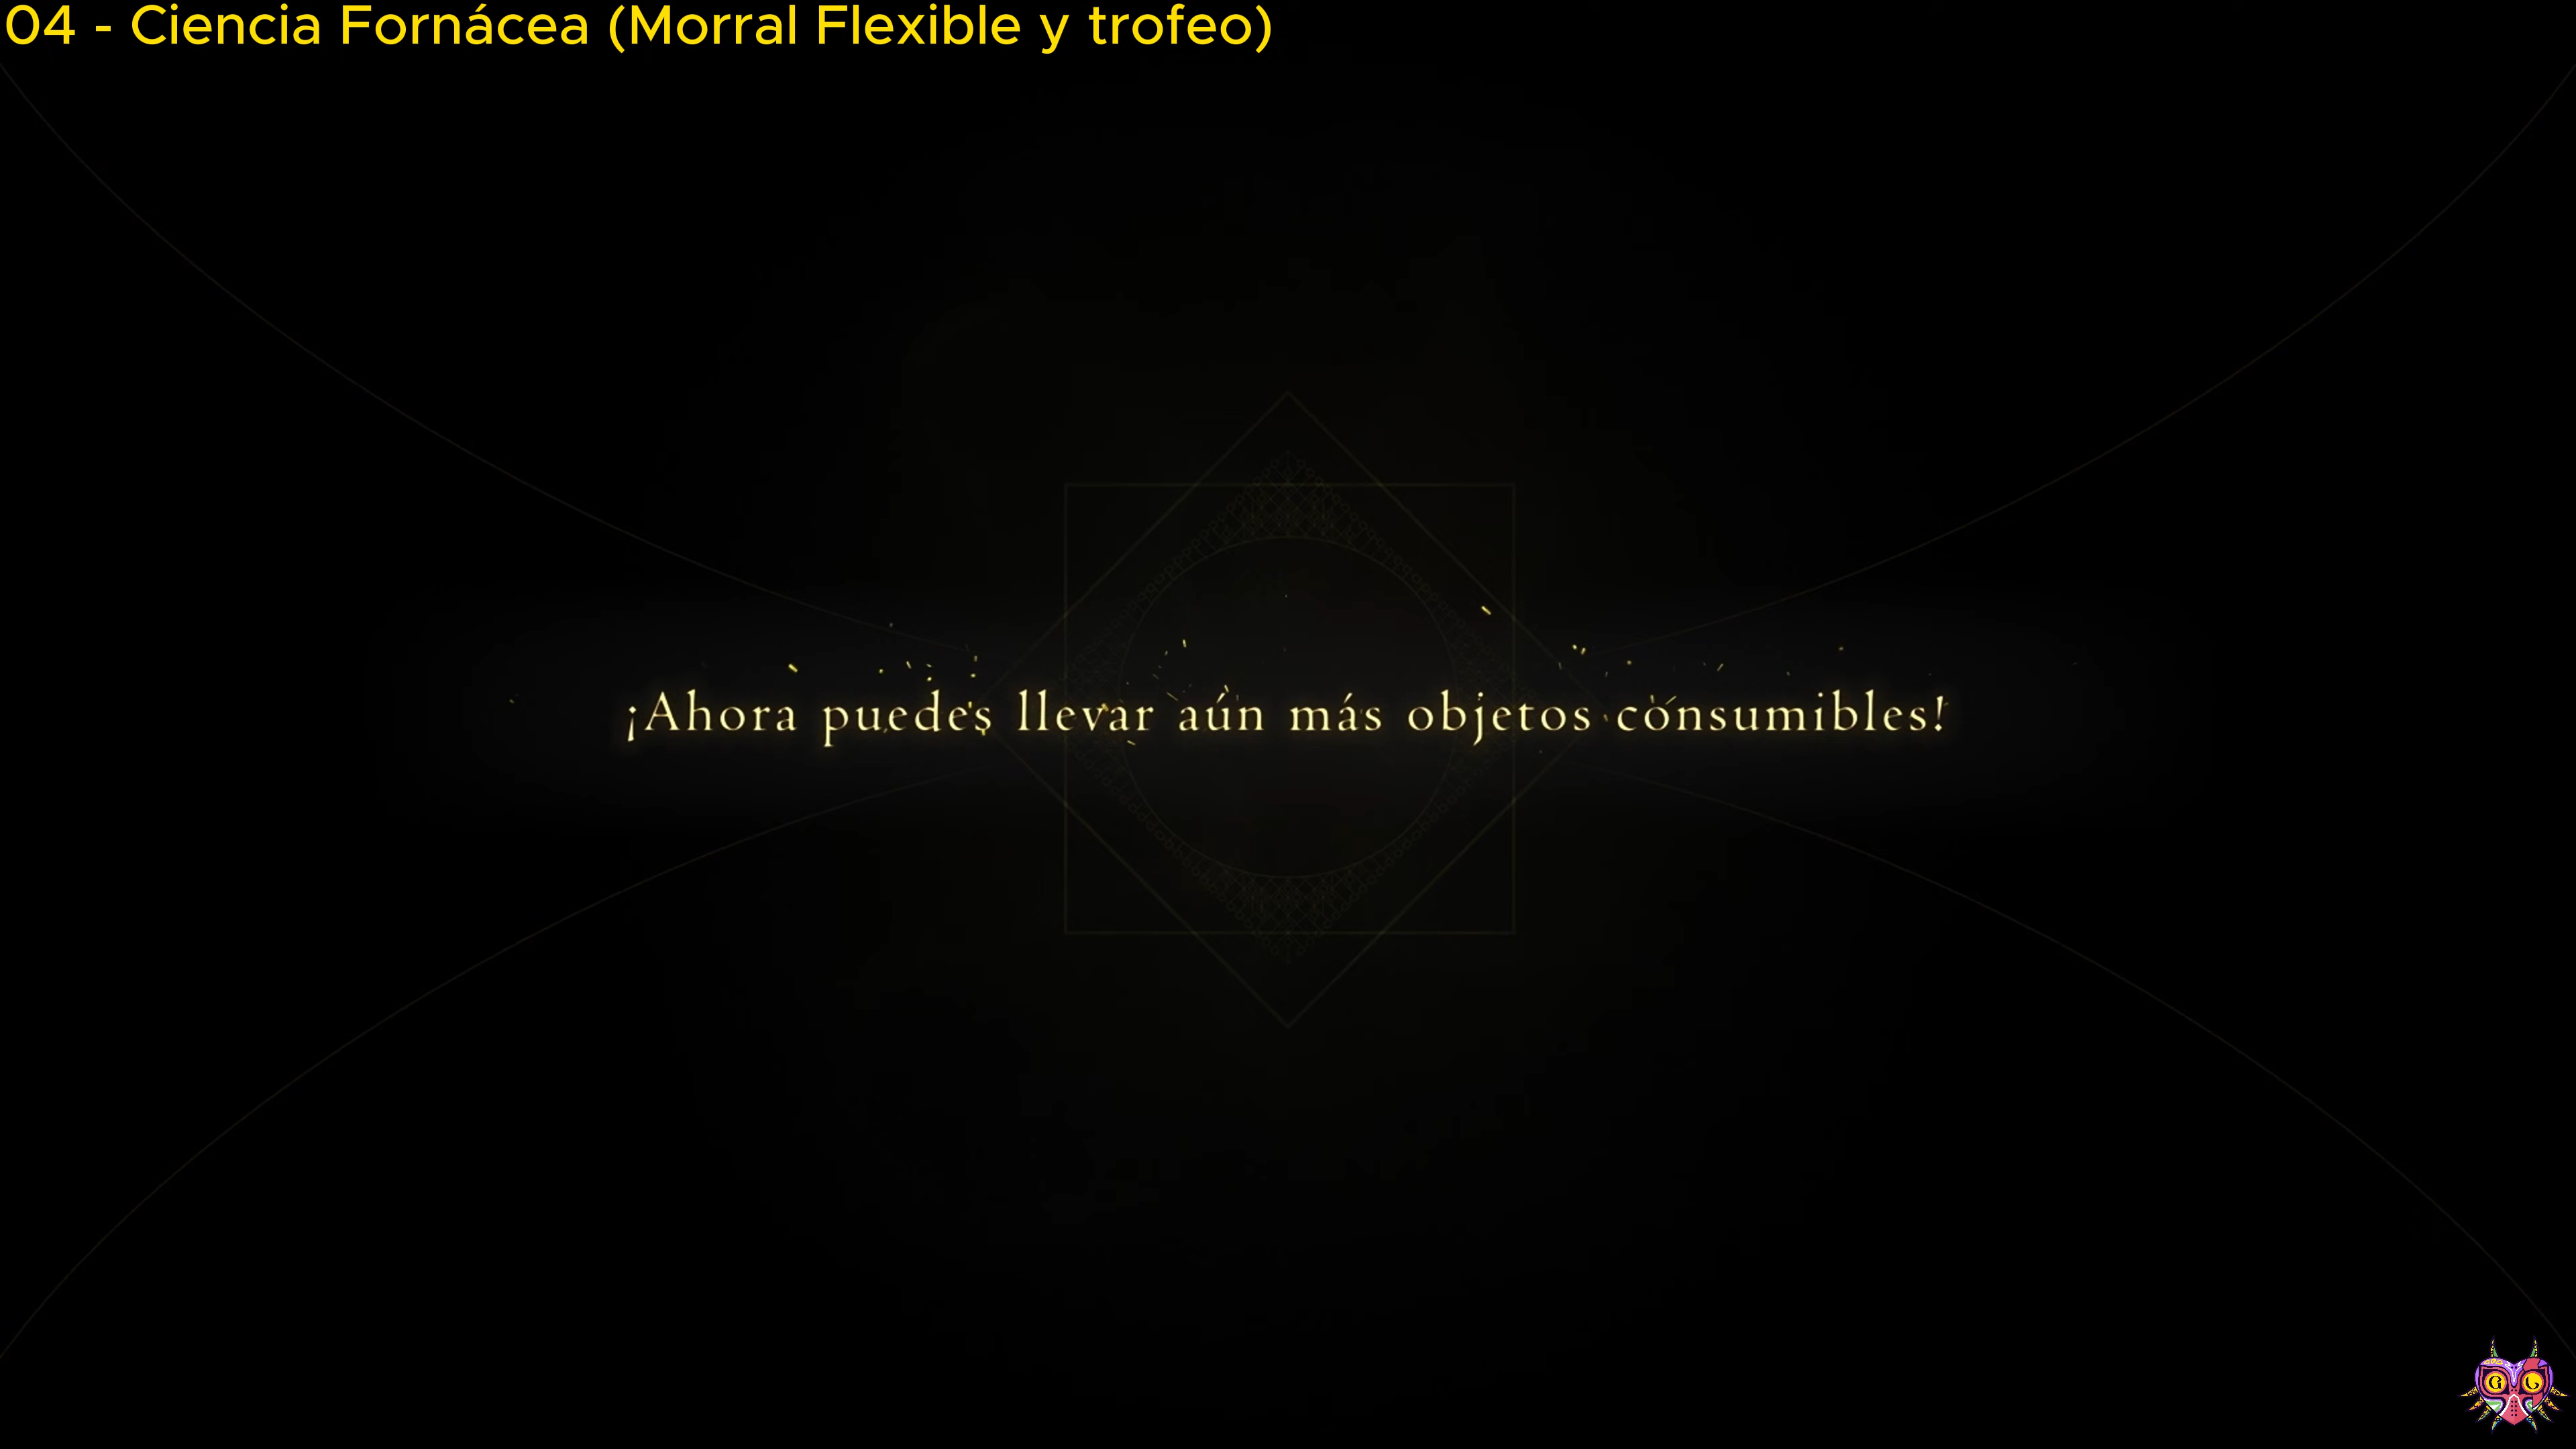 04 - Ciencia Fornácea (Morral Flexible y trofeo)
¡Ahora puedes llevar aún más objetos consumibles!
G L